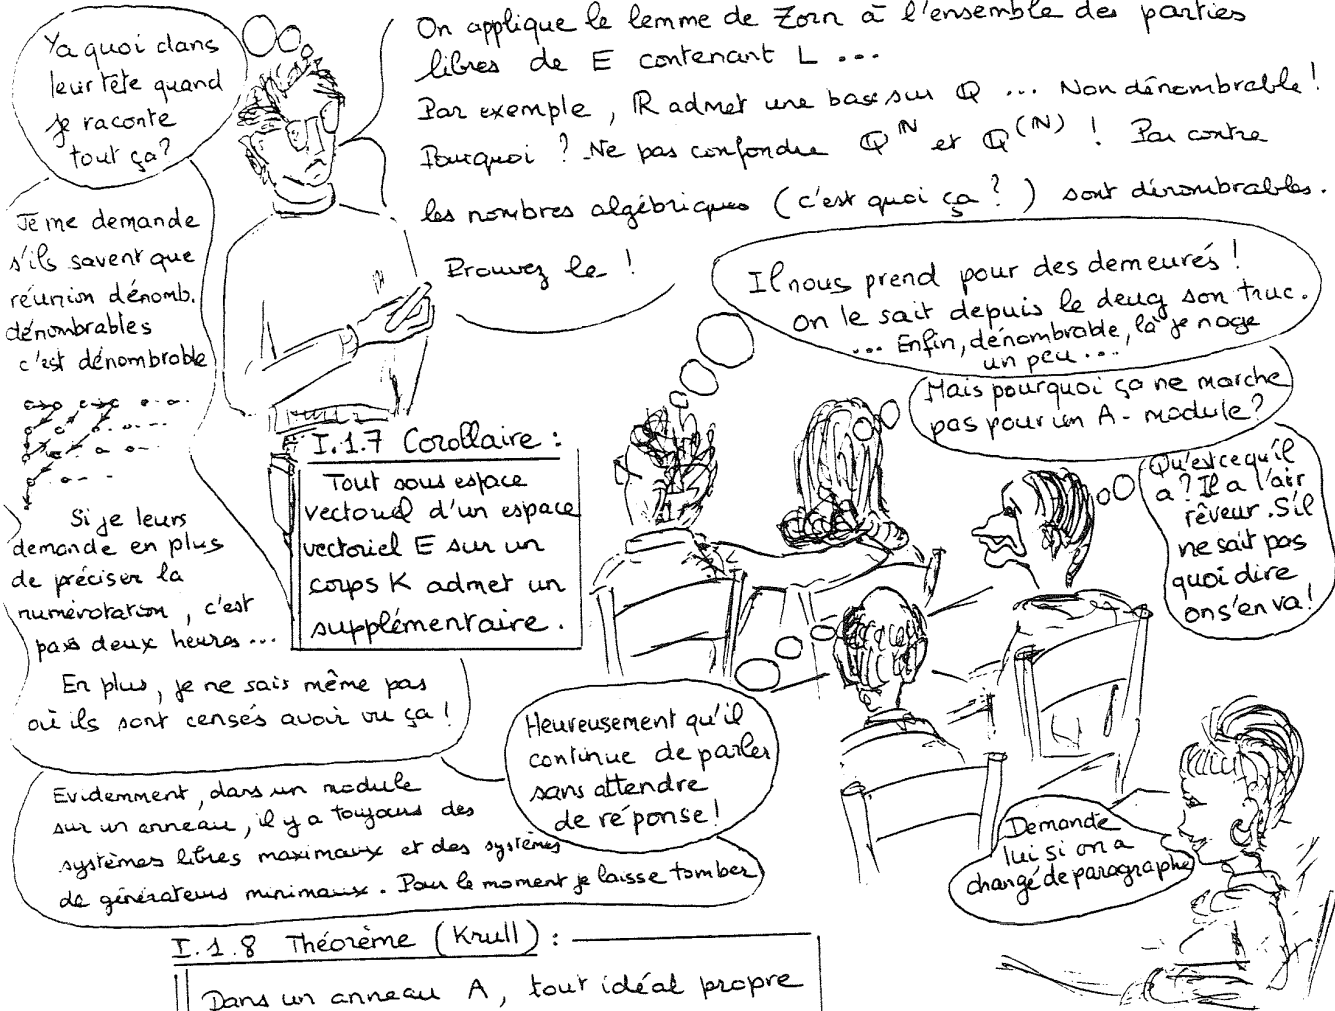 Ya quoi dans
leur tête quand
je raconte
tout ça?
On applique le lemme de Zorn à l'ensemble des parties
libres de E contenant L ...
Par exemple, ℝ admet une base sur ℚ ... Non dénombrable !
Pourquoi ? Ne pas confondre ℚ^ℕ et ℚ^(ℕ) ! Par contre
les nombres algébriques (c'est quoi ça ?) sont dénombrables.
Prouvez le !
Je me demande
s'ils savent que
réunion dénomb.
dénombrables
c'est dénombrable
Si je leurs
demande en plus
de préciser la
numérotation, c'est
pas deux heures ...
En plus, je ne sais même pas
où ils sont censés avoir vu ça !
Evidemment, dans un module
sur un anneau, il y a toujours des
systèmes libres maximaux et des systèmes
de générateurs minimaux. Pour le moment je laisse tomber
Il nous prend pour des demeurés !
On le sait depuis le deug son truc.
... Enfin, dénombrable, là je nage
un peu ...
Mais pourquoi ça ne marche
pas pour un A-module ?
Qu'est ce qu'il
a? Il a l'air
rêveur. S'il
ne sait pas
quoi dire
on s'en va!
I.1.7 Corollaire :
Tout sous espace
vectoriel d'un espace
vectoriel E sur un
corps K admet un
supplémentaire.
Heureusement qu'il
continue de parler
sans attendre
de réponse !
Demande
lui si on a
changé de paragraphe
I.1.8 Théorème (Krull) :
Dans un anneau A, tout idéal propre